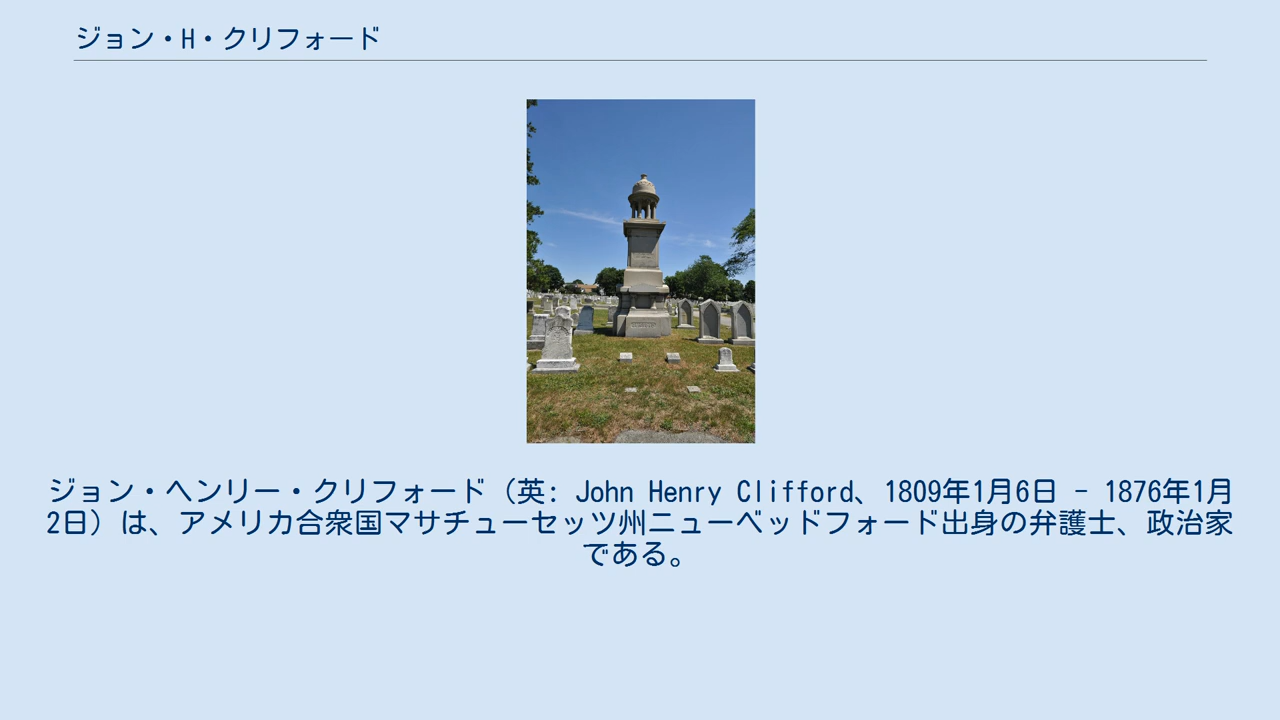 ジョン・H・クリフォード
ジョン・ヘンリー・クリフォード（英: John Henry Clifford、1809年1月6日 - 1876年1月
2日）は、アメリカ合衆国マサチューセッツ州ニューベッドフォード出身の弁護士、政治家
である。